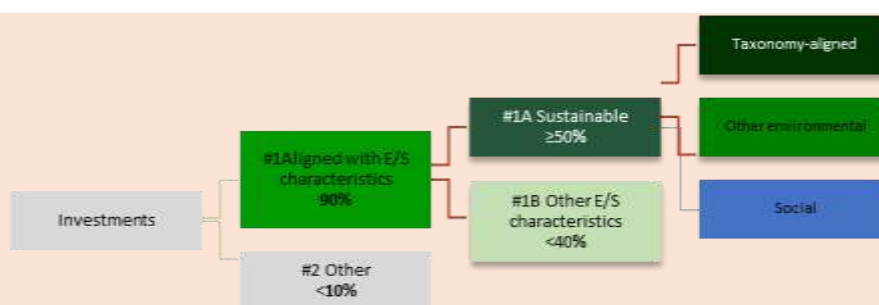 Taxonomy-aligned
#1A Sustainable
≥50%
Other environmental
#1Aligned with E/S
characteristics
90%
#1B Other E/S
characteristics
<40%
Social
Investments
#2 Other
<10%